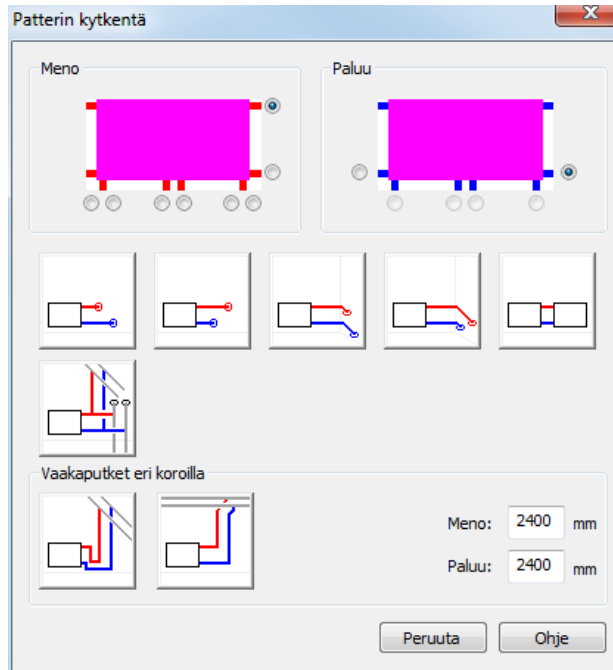 Patterin kytkentä
Meno
Paluu
Vaakaputket eri koroilla
Meno: 2400 mm
Paluu: 2400 mm
Peruuta
Ohje